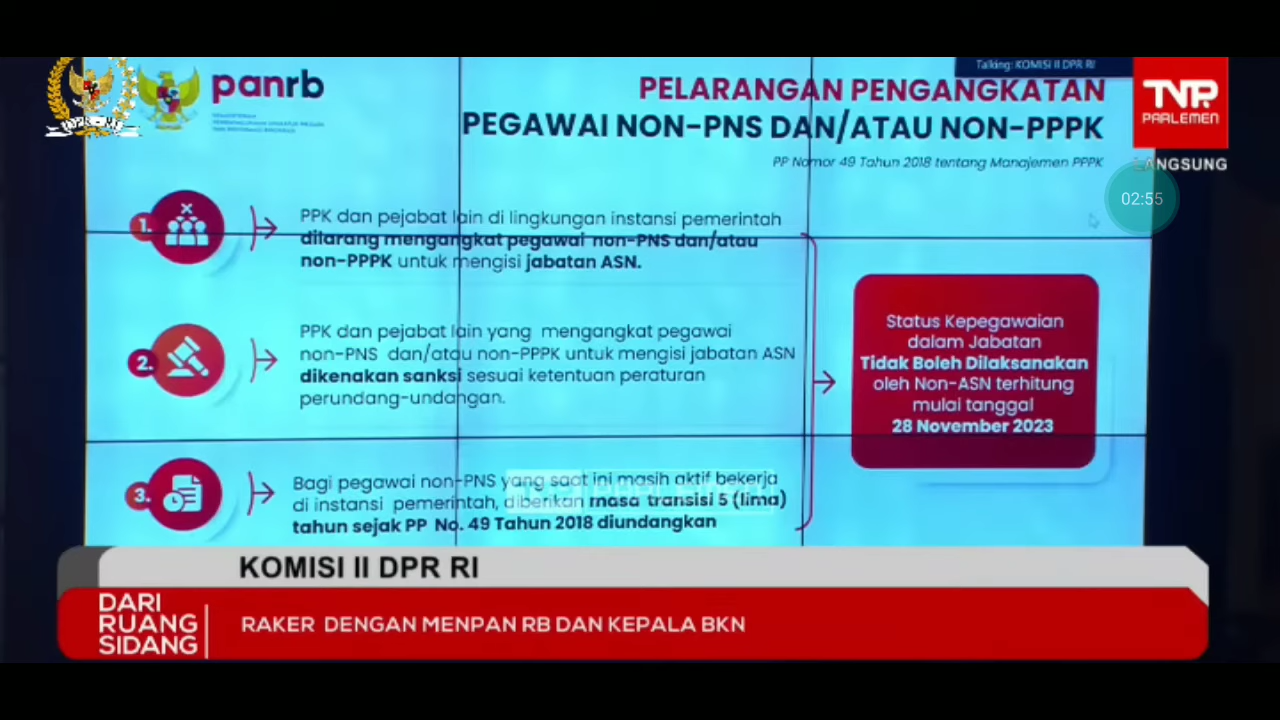 Talking: KOMISI II DPR RI
panrb
PELARANGAN PENGANGKATAN
PEGAWAI NON-PNS DAN/ATAU NON-PPPK
PP Nomor 49 Tahun 2018 tentang Manajemen PPPK
TVP
PARLEMEN
LANGSUNG
02:55
1.
PPK dan pejabat lain di lingkungan instansi pemerintah
dilarang mengangkat pegawai non-PNS dan/atau
non-PPPK untuk mengisi jabatan ASN.
2.
PPK dan pejabat lain yang mengangkat pegawai
non-PNS dan/atau non-PPPK untuk mengisi jabatan ASN
dikenakan sanksi sesuai ketentuan peraturan
perundang-undangan.
3.
Bagi pegawai non-PNS yang saat ini masih aktif bekerja
di instansi pemerintah, diberikan masa transisi 5 (lima)
tahun sejak PP No. 49 Tahun 2018 diundangkan
Status Kepegawaian
dalam Jabatan
Tidak Boleh Dilaksanakan
oleh Non-ASN terhitung
mulai tanggal
28 November 2023
KOMISI II DPR RI
DARI
RUANG
SIDANG
RAKER DENGAN MENPAN RB DAN KEPALA BKN